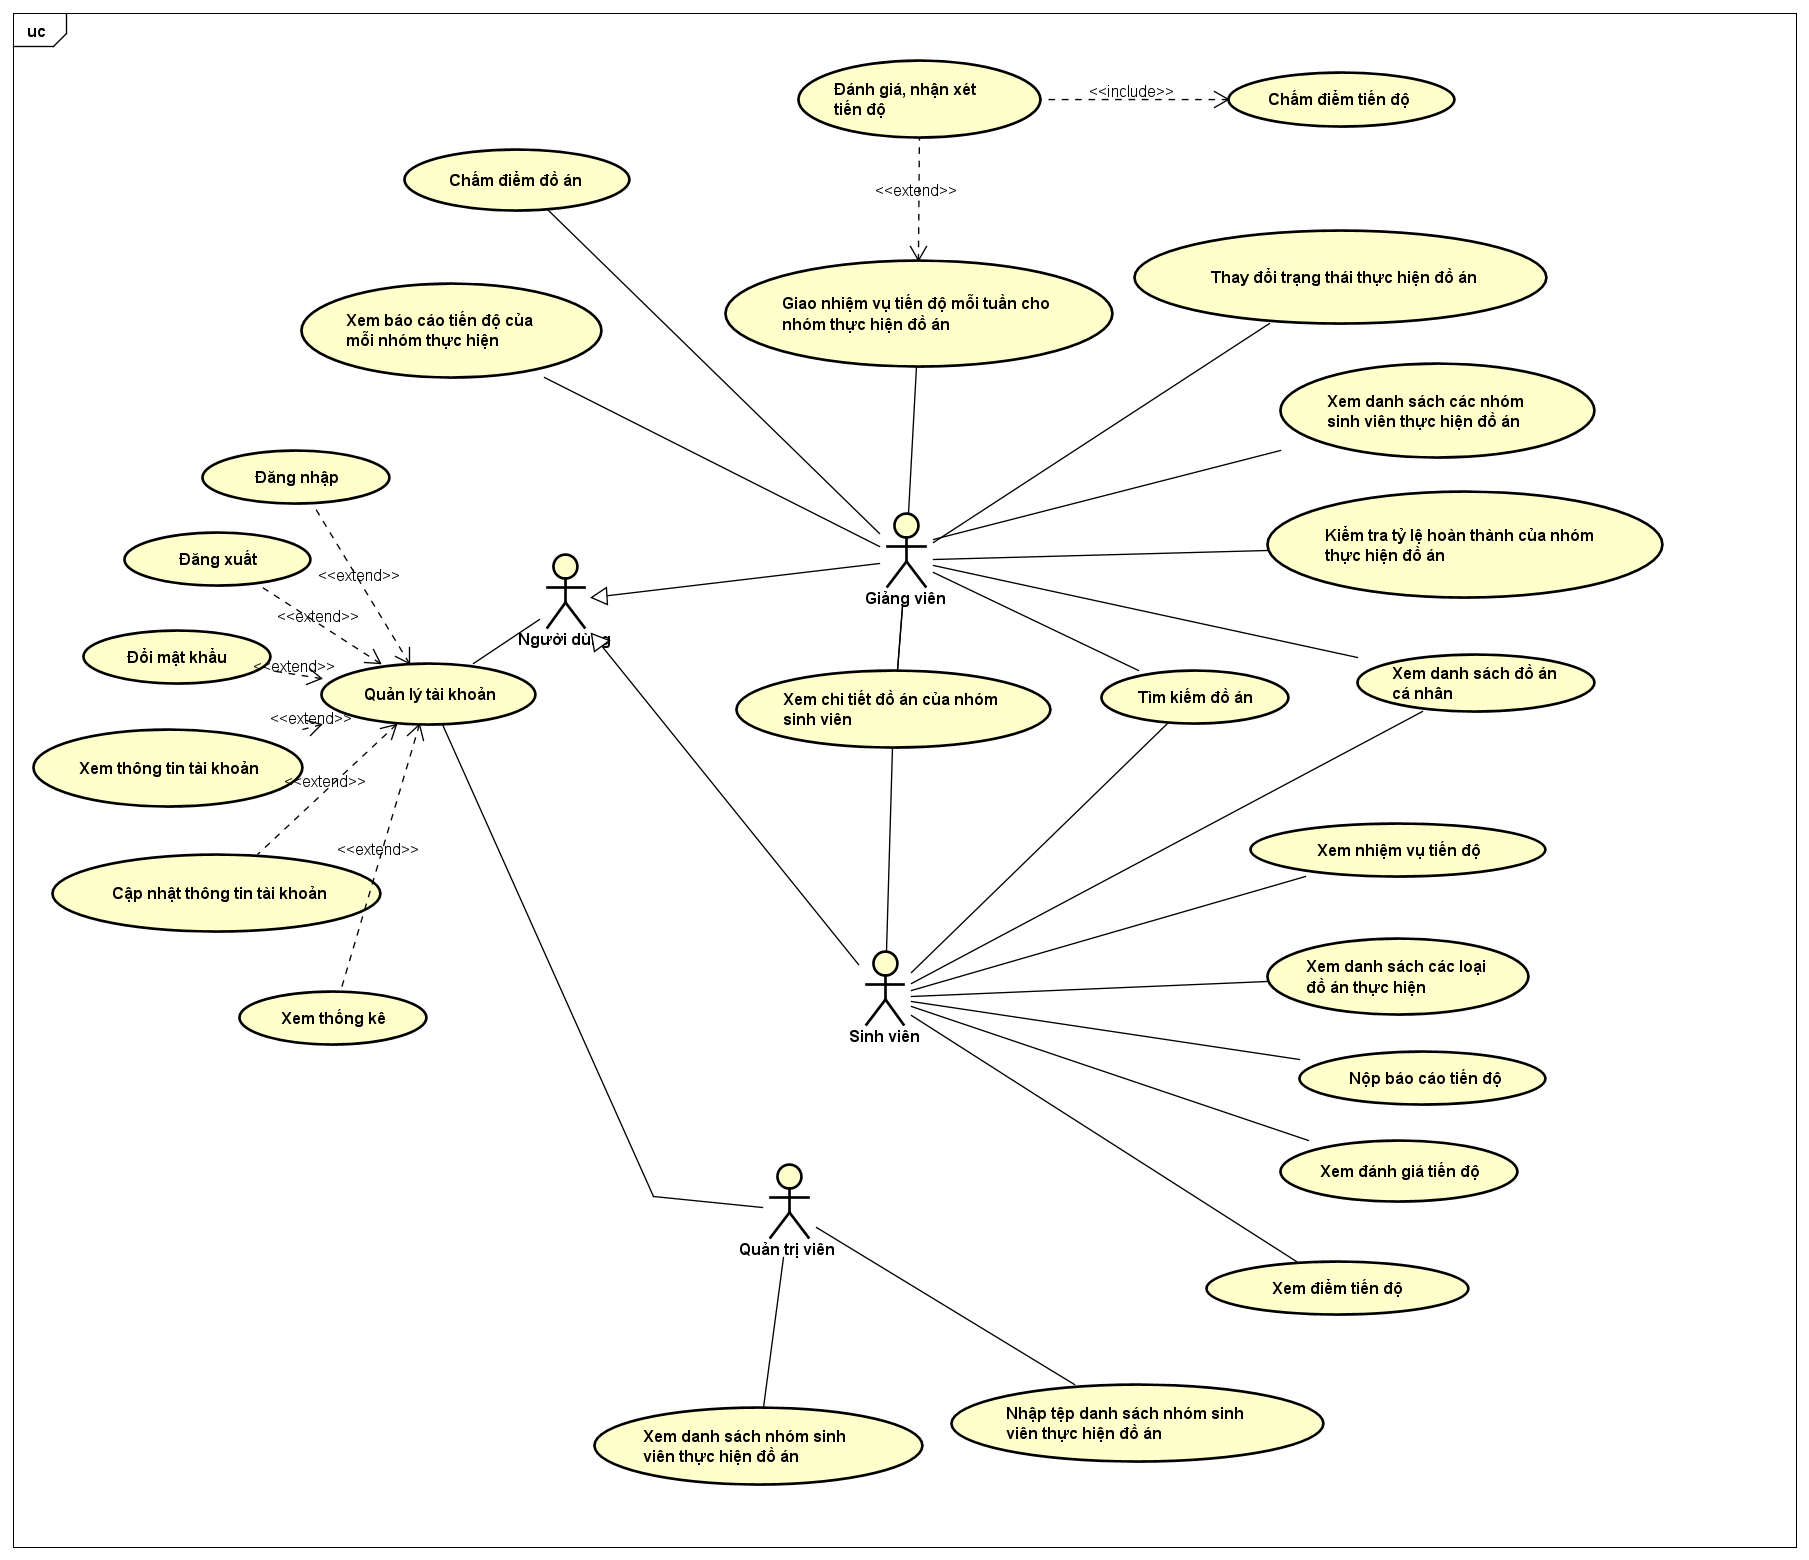 uc
Đánh giá, nhận xét
tiến độ
<<include>>
Chấm điểm tiến độ
Chấm điểm đồ án
<<extend>>
Xem báo cáo tiến độ của
mỗi nhóm thực hiện
Giao nhiệm vụ tiến độ mỗi tuần cho
nhóm thực hiện đồ án
Thay đổi trạng thái thực hiện đồ án
Xem danh sách các nhóm
sinh viên thực hiện đồ án
Đăng nhập
Kiểm tra tỷ lệ hoàn thành của nhóm
thực hiện đồ án
Đăng xuất
<<extend>>
<<extend>>
Giảng viên
Người dùng
Đổi mật khẩu
<<extend>>
Quản lý tài khoản
Xem chi tiết đồ án của nhóm
sinh viên
Tìm kiếm đồ án
Xem danh sách đồ án
cá nhân
<<extend>>
Xem thông tin tài khoản
<<extend>>
<<extend>>
Xem nhiệm vụ tiến độ
Cập nhật thông tin tài khoản
Xem danh sách các loại
đồ án thực hiện
Xem thống kê
Sinh viên
Nộp báo cáo tiến độ
Xem đánh giá tiến độ
Quản trị viên
Xem điểm tiến độ
Xem danh sách nhóm sinh
viên thực hiện đồ án
Nhập tệp danh sách nhóm sinh
viên thực hiện đồ án